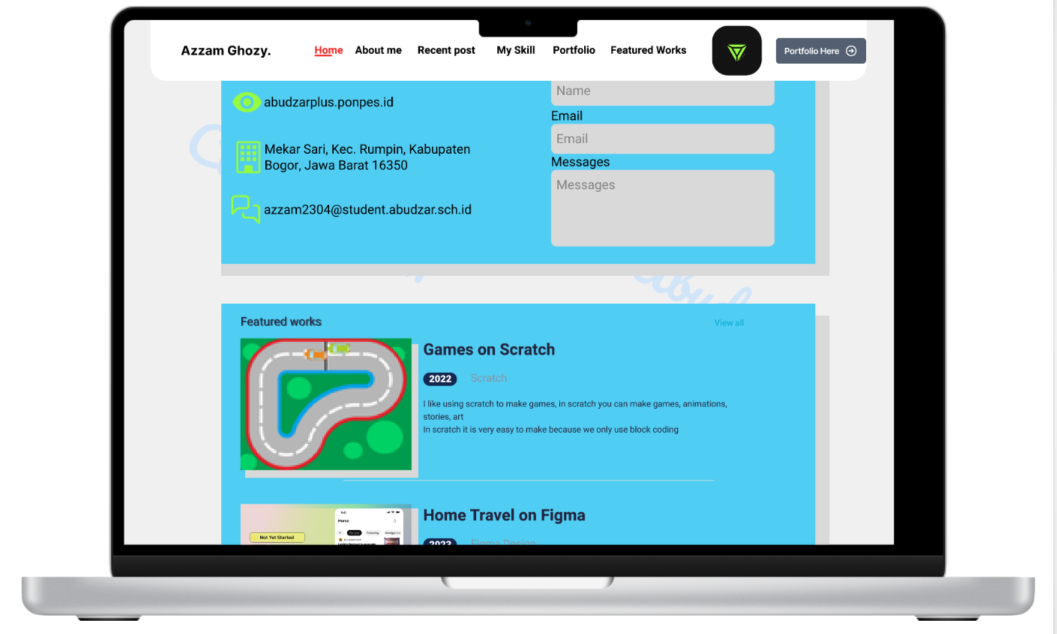 Azzam Ghozy.
Home About me Recent post My Skill Portfolio Featured Works
Portfolio Here
abudzarplus.ponpes.id
Mekar Sari, Kec. Rumpin, Kabupaten
Bogor, Jawa Barat 16350
azzam2304@student.abudzar.sch.id
Name
Email
Email
Messages
Messages
Featured works
View all
Games on Scratch
2022 Scratch
I like using scratch to make games, in scratch you can make games, animations,
stories, art
In scratch it is very easy to make because we only use block coding
Home Travel on Figma
2022 Figma Design
Not Yet Started